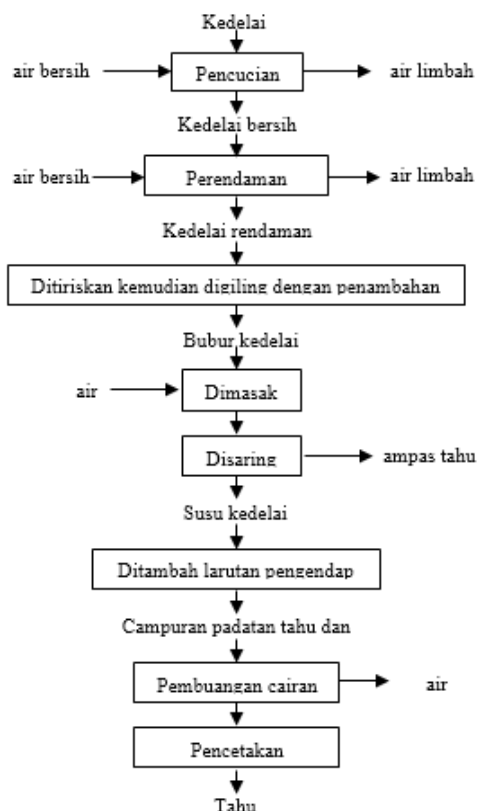 Kedelai
air bersih Pencucian air limbah
Kedelai bersih
air bersih Perendaman air limbah
Kedelai rendaman
Ditiriskan kemudian digiling dengan penambahan
Bubur kedelai
air Dimasak
Disaring ampas tahu
Susu kedelai
Ditambah larutan pengendap
Campuran padatan tahu dan
Pembuangan cairan air
Pencetakan
Tahu